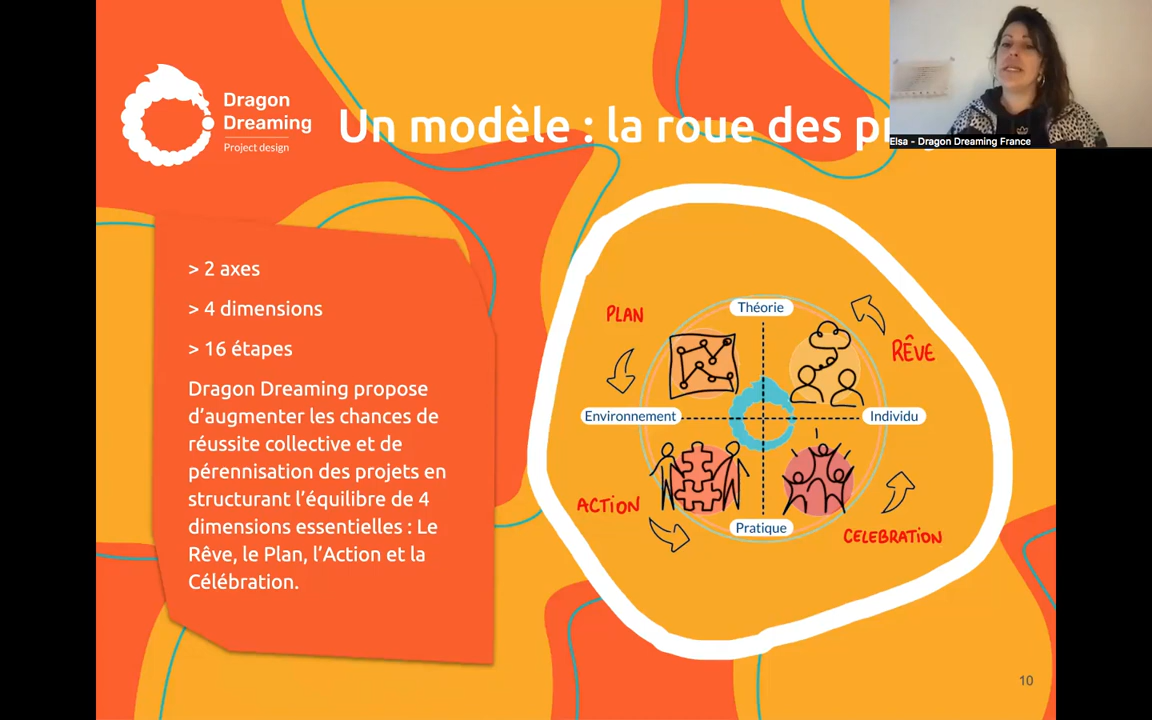 Dragon
Dreaming
Project design
Un modèle : la roue des
Elsa - Dragon Dreaming France
> 2 axes
> 4 dimensions
> 16 étapes
Dragon Dreaming propose
d'augmenter les chances de
réussite collective et de
pérennisation des projets en
structurant l'équilibre de 4
dimensions essentielles : Le
Rêve, le Plan, l'Action et la
Célébration.
Théorie
PLAN
RÊVE
Environnement
Individu
ACTION
Pratique
CELEBRATION
10